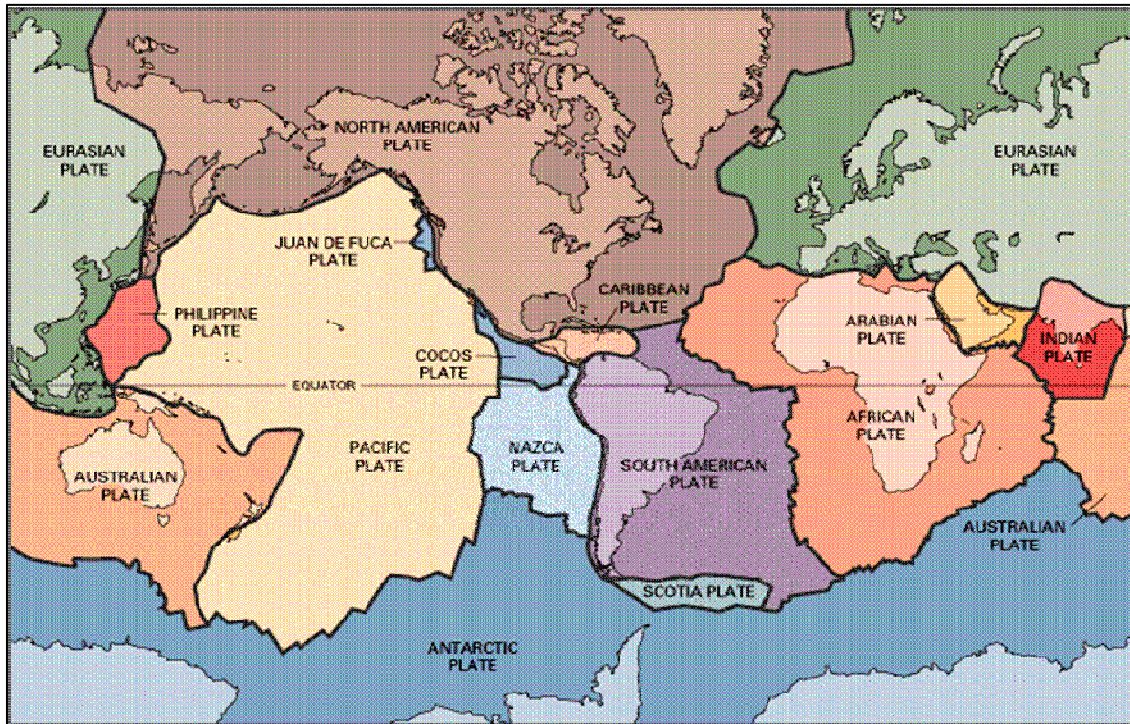 NORTH AMERICAN
PLATE
EURASIAN
PLATE
EURASIAN
PLATE
JUAN DE FUCA
PLATE
CARIBBEAN
PLATE
PHILIPPINE
PLATE
ARABIAN
PLATE
INDIAN
PLATE
COCOS
PLATE
EQUATOR
AFRICAN
PLATE
PACIFIC
PLATE
NAZCA
PLATE
SOUTH AMERICAN
PLATE
AUSTRALIAN
PLATE
AUSTRALIAN
PLATE
SCOTIA PLATE
ANTARCTIC
PLATE